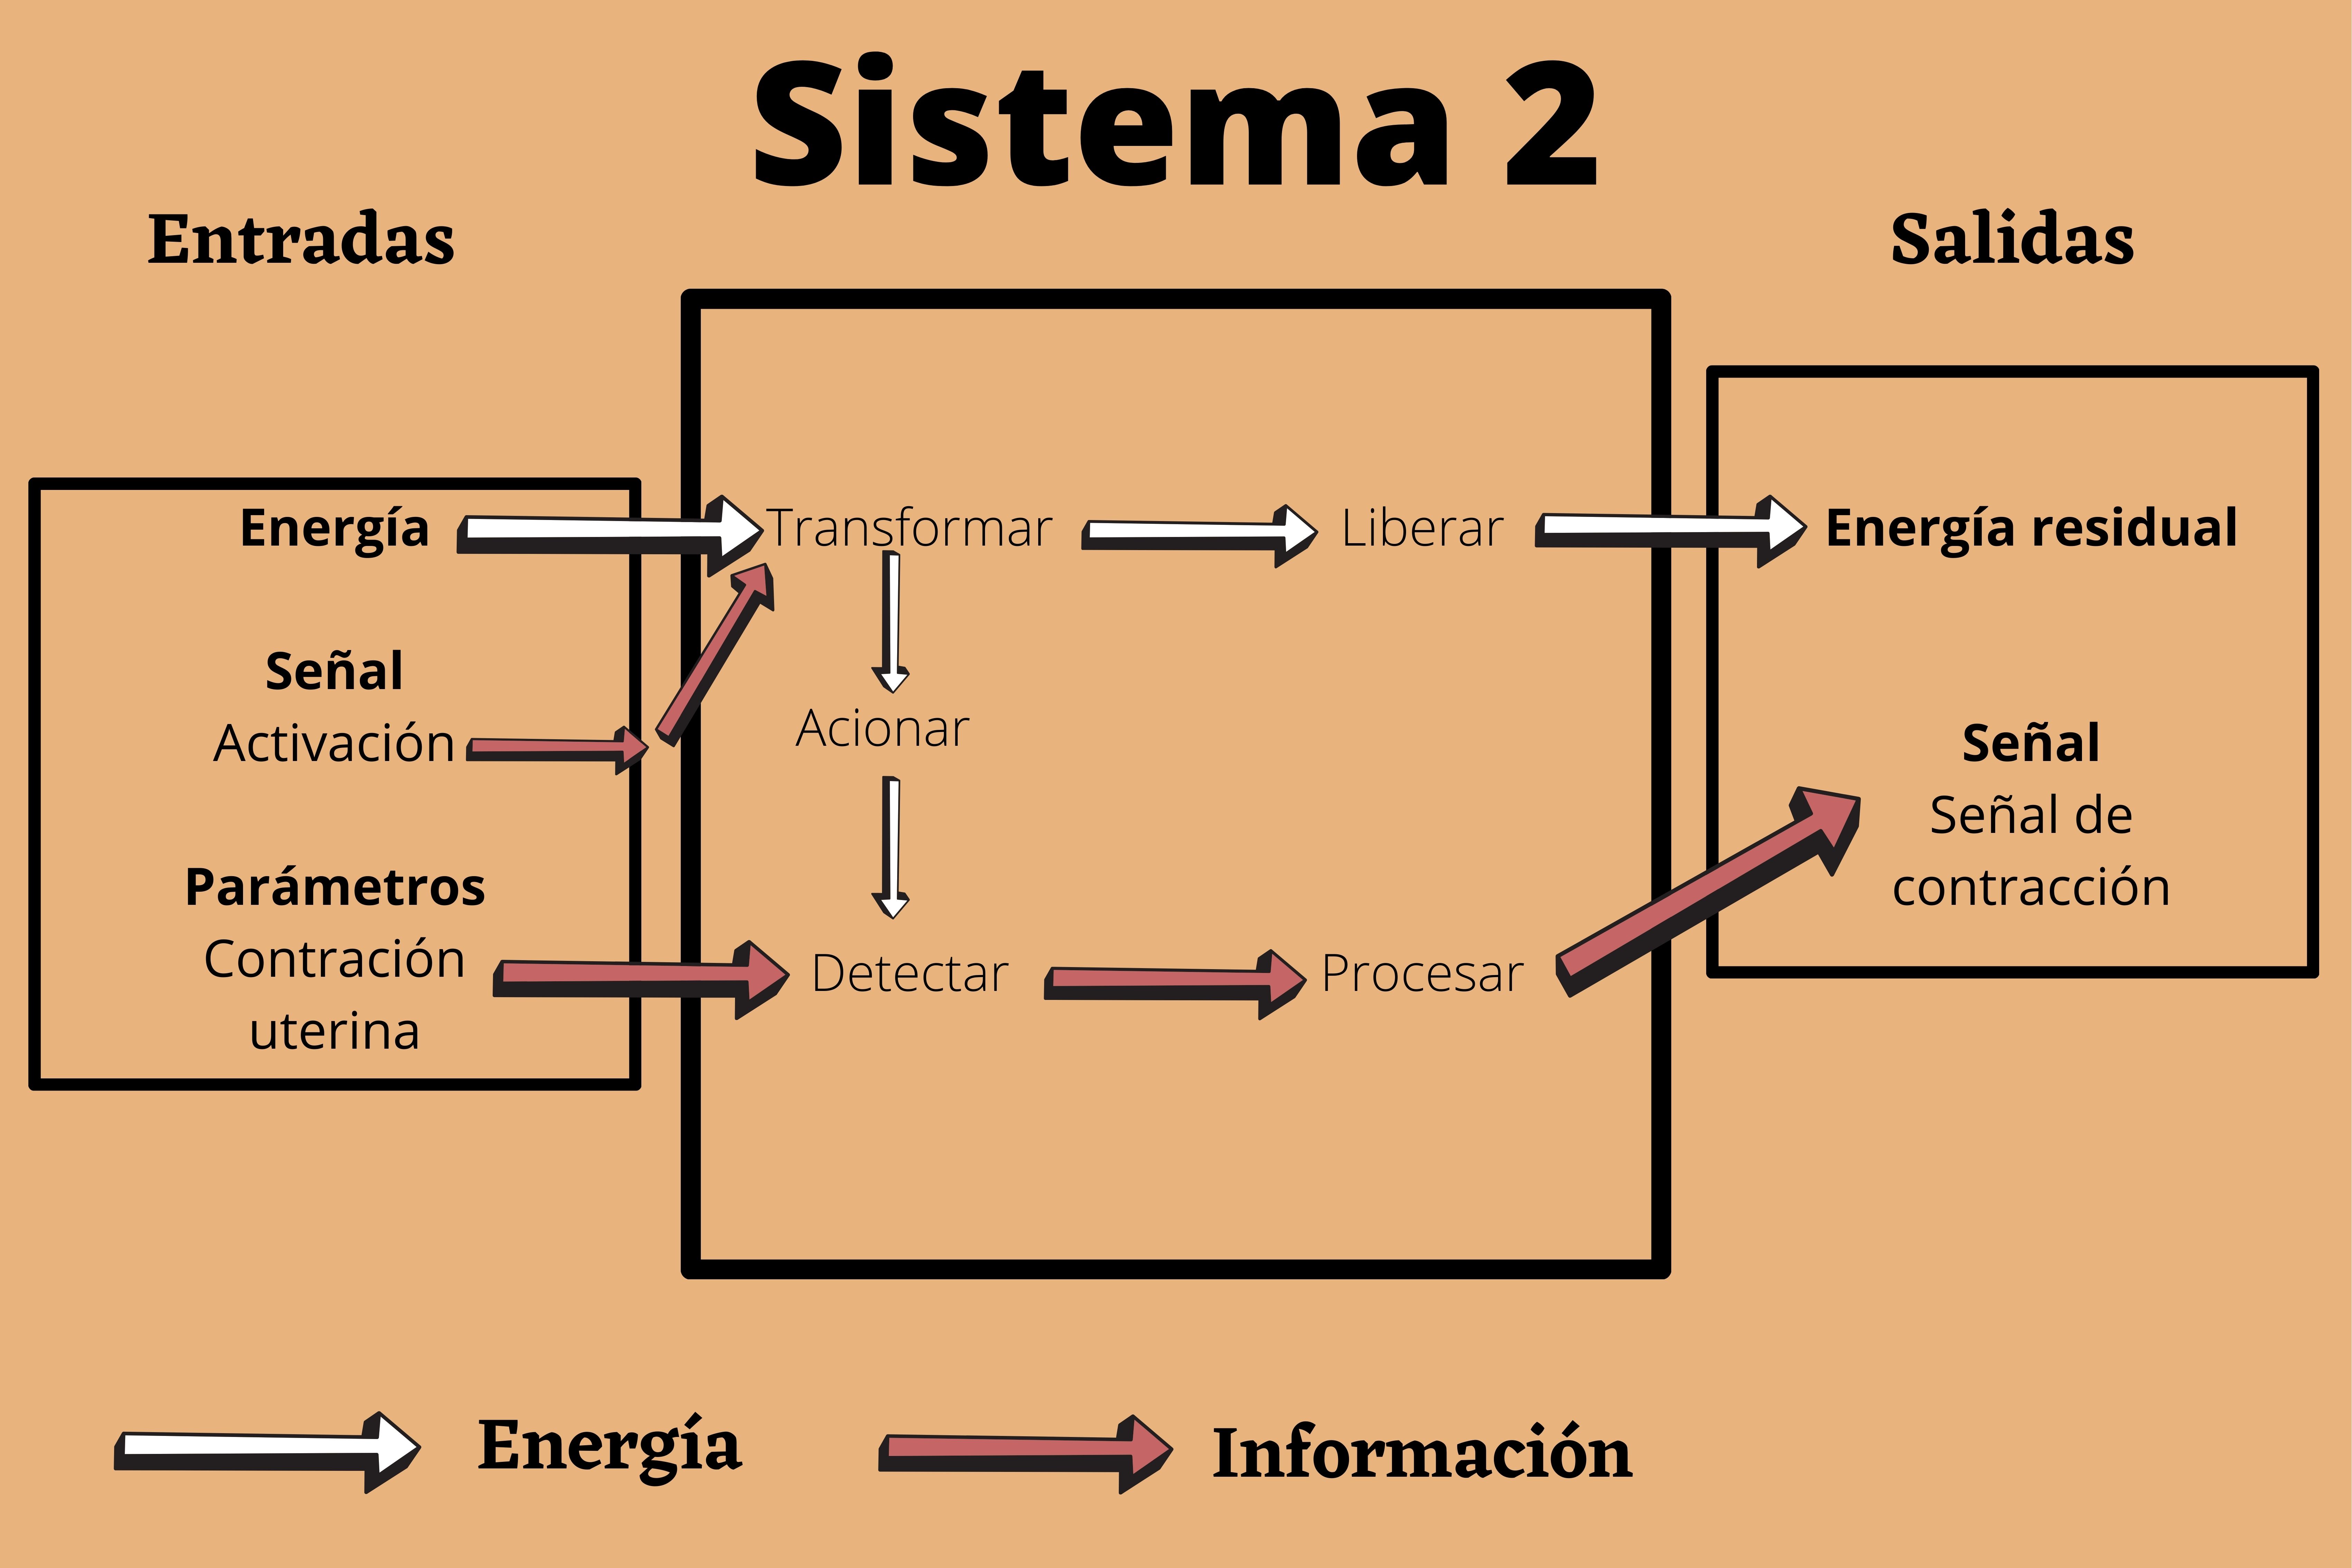 Sistema 2
Entradas
Salidas
Energía
Transformar
Liberar
Energía residual
Señal
Activación
Acionar
Señal
Señal de
contracción
Parámetros
Contración
uterina
Detectar
Procesar
Energía
Información